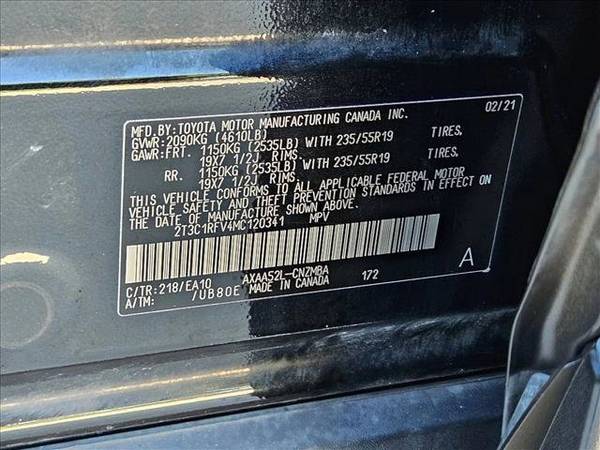 MFD.BY:TOYOTA MOTOR MANUFACTURING CANADA INC. 02/21
GVWR:2090KG (4610LB)
GAWR:FRT. 1150KG (2535LB) WITH 235/55R19 TIRES.
19X7 1/2J RIMS.
RR. 1150KG (2535LB) WITH 235/55R19 TIRES.
19X7 1/2J RIMS.
THIS VEHICLE CONFORMS TO ALL APPLICABLE FEDERAL MOTOR
VEHICLE SAFETY AND THEFT PREVENTION STANDARDS IN EFFECT ON
THE DATE OF MANUFACTURE SHOWN ABOVE.
2T3C1RFV4MC120341 MPV
C/TR:218/EA10 AXAA52L-CNZMBA 172 A
A/TM: /UB80E MADE IN CANADA